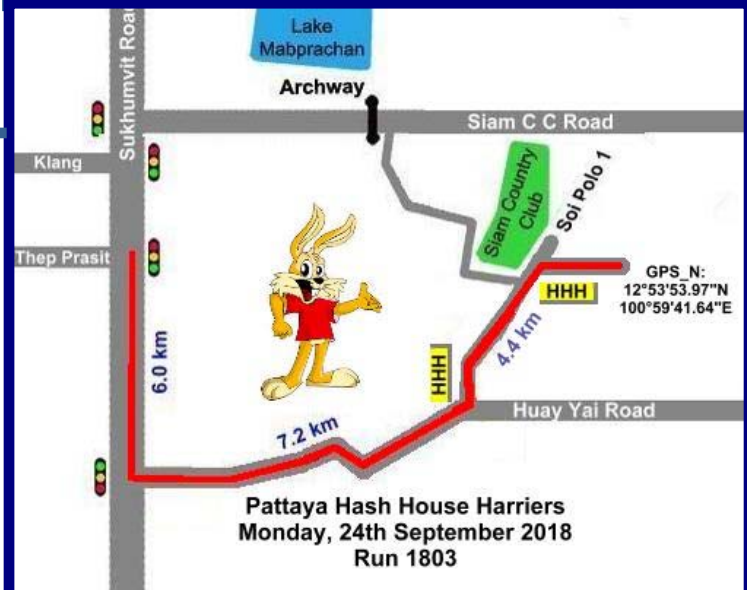 Lake
Mabprachan
Sukhumvit Road
Archway
Siam C C Road
Klang
Siam Country
Club
Soi Polo 1
Thep Prasit
GPS_N:
12°53'53.97"N
100°59'41.64"E
HHH
4.4 km
6.0 km
HHH
Huay Yai Road
7.2 km
Pattaya Hash House Harriers
Monday, 24th September 2018
Run 1803